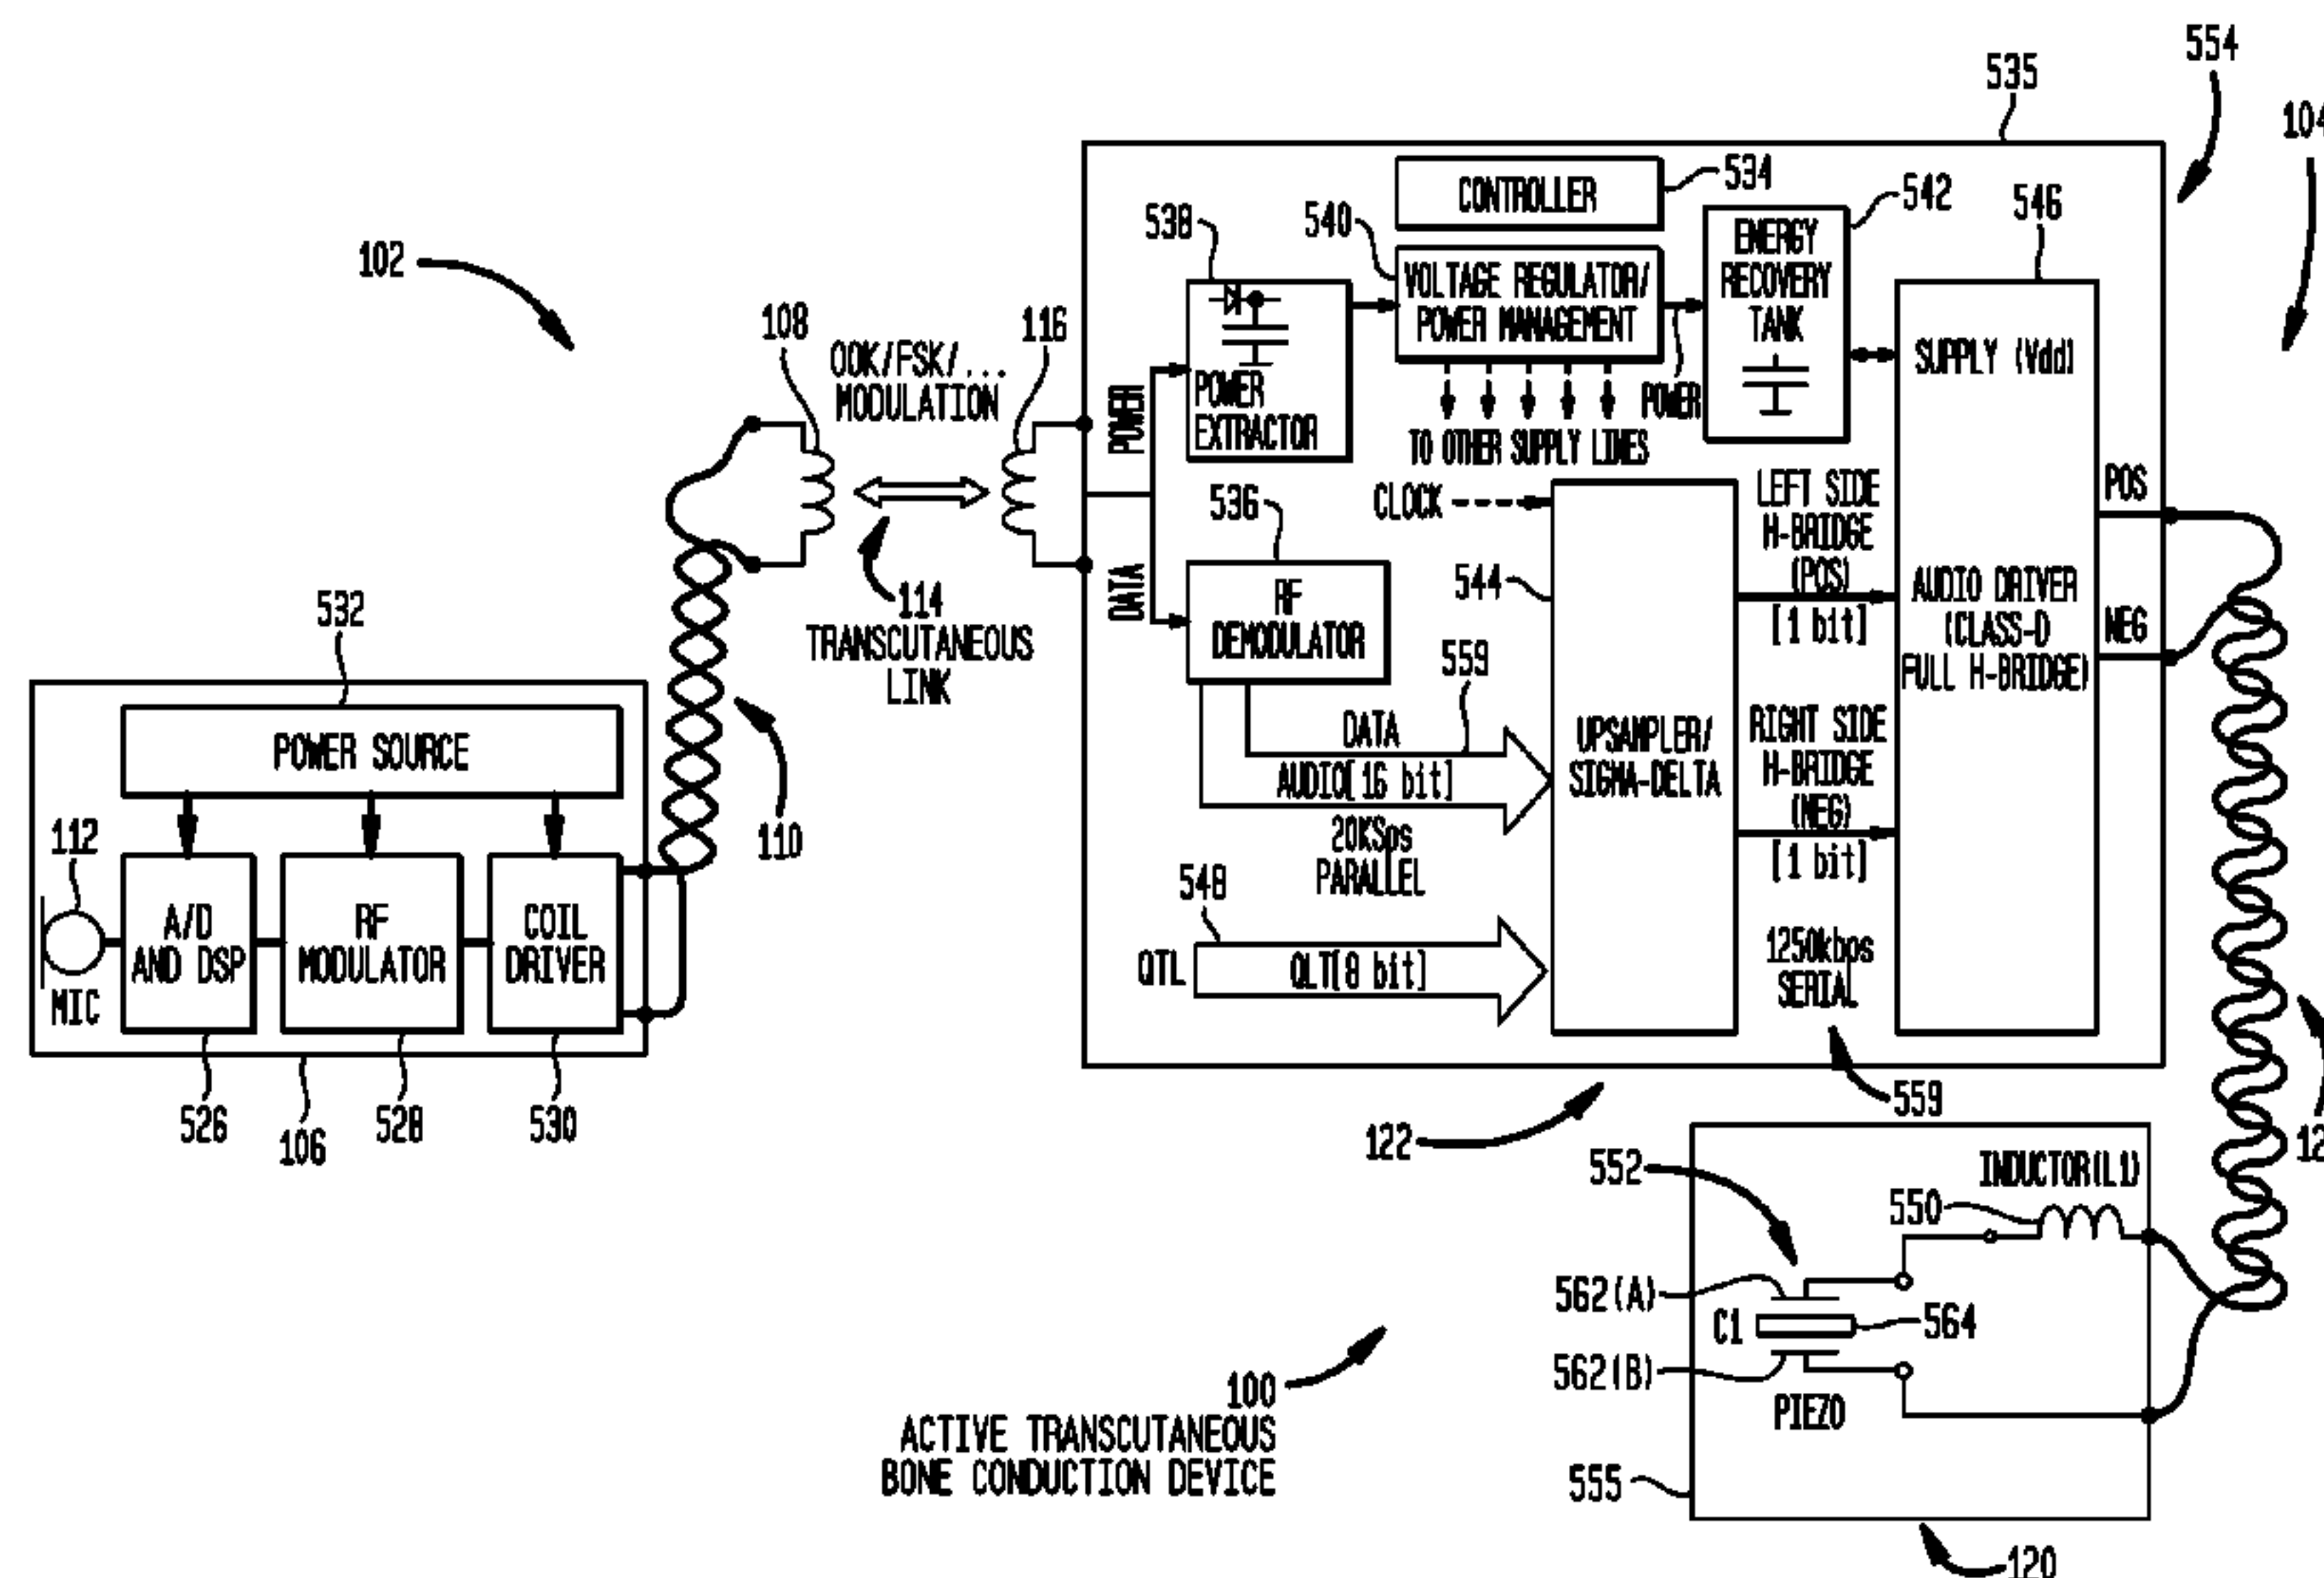 554
535
104
CONTROLLER
534
542
546
538
540
102
ENERGY
RECOVERY
TANK
VOLTAGE REGULATOR/
POWER MANAGEMENT
108
116
OOK/FSK/...
MODULATION
SUPPLY (Vdd)
POWER
POWER
EXTRACTOR
POWER
TO OTHER SUPPLY LINES
CLOCK
LEFT SIDE
H-BRIDGE
(POS)
[1 bit]
POS
536
544
114
TRANSCUTANEOUS
LINK
DATA
RF
DEMODULATOR
559
AUDIO DRIVER
(CLASS-D
FULL H-BRIDGE)
NEG
532
POWER SOURCE
DATA
AUDIO[16 bit]
20KSps
PARALLEL
UPSAMPLER/
SIGMA-DELTA
RIGHT SIDE
H-BRIDGE
(NEG)
[1 bit]
110
112
MIC
A/D
AND DSP
RF
MODULATOR
COIL
DRIVER
548
QTL
QLT[8 bit]
1250kbps
SERIAL
559
526
106
528
530
122
552
INDUCTOR(L1)
550
562(A)
C1
564
562(B)
PIEZO
100
ACTIVE TRANSCUTANEOUS
BONE CONDUCTION DEVICE
555
120